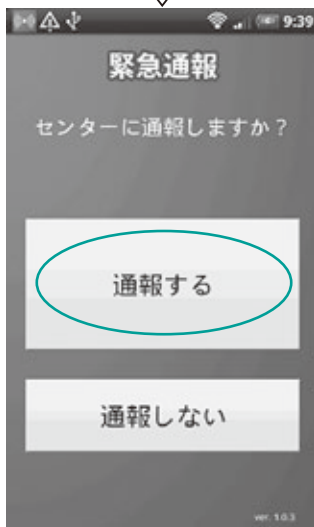 9:39
緊急通報
センターに通報しますか？
通報する
通報しない
ver. 1.0.3